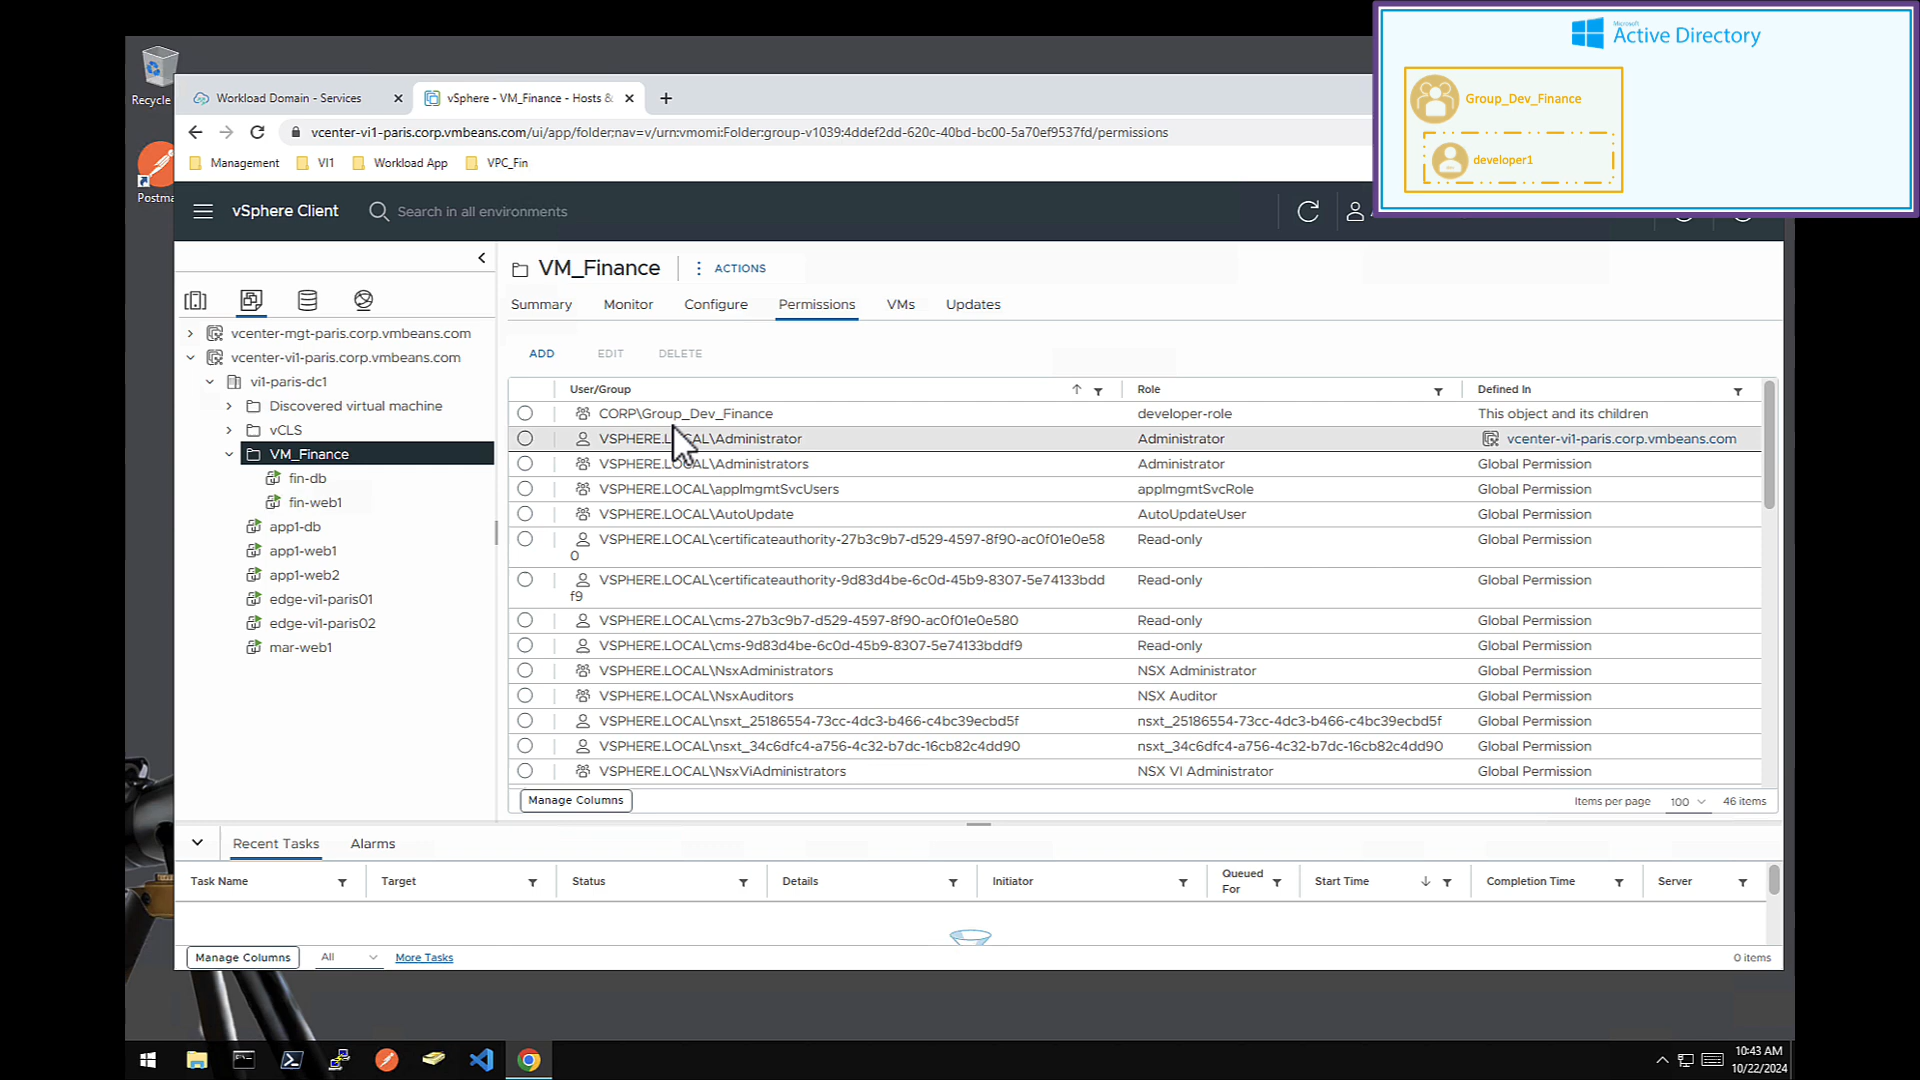 Microsoft
Active Directory
Group_Dev_Finance
developer1
Recycle
Postma
Workload Domain - Services
vSphere - VM_Finance - Hosts &
vcenter-vi1-paris.corp.vmbeans.com/ui/app/folder;nav=v/urn:vmomi:Folder:group-v1039:4ddef2dd-620c-40bd-bc00-5a70ef9537fd/permissions
Management
VI1
Workload App
VPC_Fin
vSphere Client
Search in all environments
VM_Finance
ACTIONS
Summary
Monitor
Configure
Permissions
VMs
Updates
vcenter-mgt-paris.corp.vmbeans.com
vcenter-vi1-paris.corp.vmbeans.com
vi1-paris-dc1
Discovered virtual machine
vCLS
VM_Finance
fin-db
fin-web1
app1-db
app1-web1
app1-web2
edge-vi1-paris01
edge-vi1-paris02
mar-web1
ADD
EDIT
DELETE
User/Group Role Defined In
CORP\Group_Dev_Finance developer-role This object and its children
VSPHERE.LOCAL\Administrator Administrator vcenter-vi1-paris.corp.vmbeans.com
VSPHERE.LOCAL\Administrators Administrator Global Permission
VSPHERE.LOCAL\applmgmtSvcUsers applmgmtSvcRole Global Permission
VSPHERE.LOCAL\AutoUpdate AutoUpdateUser Global Permission
VSPHERE.LOCAL\certificateauthority-27b3c9b7-d529-4597-8f90-ac0f01e0e58 Read-only Global Permission
0
VSPHERE.LOCAL\certificateauthority-9d83d4be-6c0d-45b9-8307-5e74133bdd Read-only Global Permission
f9
VSPHERE.LOCAL\cms-27b3c9b7-d529-4597-8f90-ac0f01e0e580 Read-only Global Permission
VSPHERE.LOCAL\cms-9d83d4be-6c0d-45b9-8307-5e74133bddf9 Read-only Global Permission
VSPHERE.LOCAL\NsxAdministrators NSX Administrator Global Permission
VSPHERE.LOCAL\NsxAuditors NSX Auditor Global Permission
VSPHERE.LOCAL\nsxt_25186554-73cc-4dc3-b466-c4bc39ecbd5f nsxt_25186554-73cc-4dc3-b466-c4bc39ecbd5f Global Permission
VSPHERE.LOCAL\nsxt_34c6dfc4-a756-4c32-b7dc-16cb82c4dd90 nsxt_34c6dfc4-a756-4c32-b7dc-16cb82c4dd90 Global Permission
VSPHERE.LOCAL\NsxViAdministrators NSX VI Administrator Global Permission
Manage Columns
Items per page 100 46 items
Recent Tasks
Alarms
Task Name Target Status Details Initiator Queued For Start Time Completion Time Server
Manage Columns
All
More Tasks
0 items
10:43 AM
10/22/2024